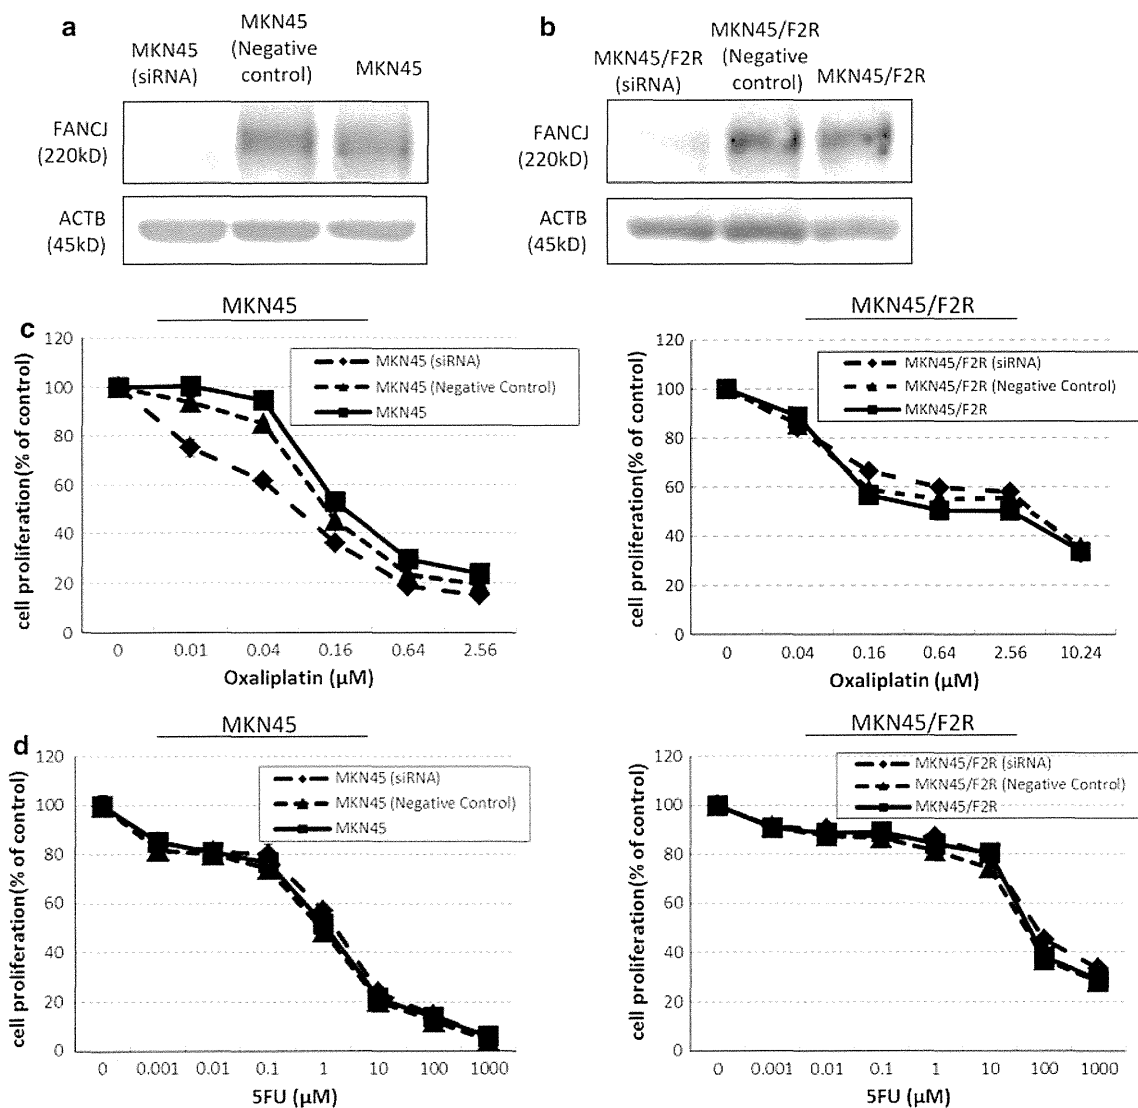 a
MKN45
(siRNA)
MKN45
(Negative
control)
MKN45
FANCJ
(220kD)
ACTB
(45kD)
b
MKN45/F2R
(siRNA)
MKN45/F2R
(Negative
control)
MKN45/F2R
FANCJ
(220kD)
ACTB
(45kD)
c
MKN45
cell proliferation(% of control)
120
100
80
60
40
20
0
MKN45 (siRNA)
MKN45 (Negative Control)
MKN45
0 0.01 0.04 0.16 0.64 2.56
Oxaliplatin (μM)
MKN45/F2R
cell proliferation(% of control)
120
100
80
60
40
20
0
MKN45/F2R (siRNA)
MKN45/F2R (Negative Control)
MKN45/F2R
0 0.04 0.16 0.64 2.56 10.24
Oxaliplatin (μM)
d
MKN45
cell proliferation(% of control)
120
100
80
60
40
20
0
MKN45 (siRNA)
MKN45 (Negative Control)
MKN45
0 0.001 0.01 0.1 1 10 100 1000
5FU (μM)
MKN45/F2R
cell proliferation(% of control)
120
100
80
60
40
20
0
MKN45/F2R (siRNA)
MKN45/F2R (Negative Control)
MKN45/F2R
0 0.001 0.01 0.1 1 10 100 1000
5FU (μM)